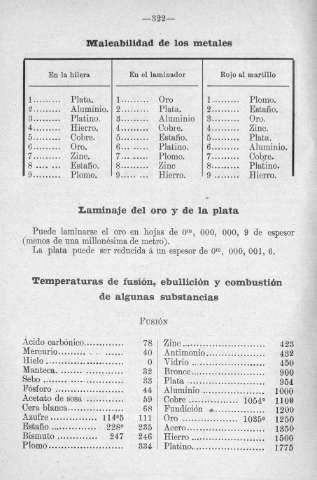 —322—
Maleabilidad de los metales
En la hilera En el laminador Rojo al martillo
1......... Plata. 1......... Oro 1......... Plomo.
2......... Aluminio. 2......... Plata. 2......... Estaño.
3......... Platino. 3......... Aluminio 3......... Oro.
4......... Hierro. 4......... Cobre. 4......... Zinc.
5......... Cobre. 5......... Estaño. 5......... Plata.
6......... Oro. 6......... Platino. 6......... Aluminio.
7......... Zinc. 7......... Plomo. 7......... Cobre.
8......... Estaño. 8......... Zinc 8......... Platino.
9......... Plomo. 9......... Hierro. 9......... Hierro.
Laminaje del oro y de la plata
Puede laminarse el oro en hojas de 0m, 000, 000, 9 de espesor
(menos de una millonésima de metro).
La plata puede ser reducida á un espesor de 0m, 000, 001, 6.
Temperaturas de fusión, ebullición y combustión
de algunas substancias
FUSIÓN
Acido carbónico............ 78
Mercurio............ 40
Hielo............ 0
Manteca............ 32
Sebo............ 33
Fósforo............ 44
Acetato de sosa............ 59
Cera blanca............ 68
Azufre............ 114º5 111
Estaño............ 228º 235
Bismuto............ 247 246
Plomo............ 334
Zinc............ 423
Antimonio............ 432
Vidrio............ 450
Bronce............ 900
Plata............ 954
Aluminio............ 1000
Cobre............ 1054º 1100
Fundición............ 1200
Oro............ 1035º 1250
Acero............ 1350
Hierro............ 1500
Platino............ 1775